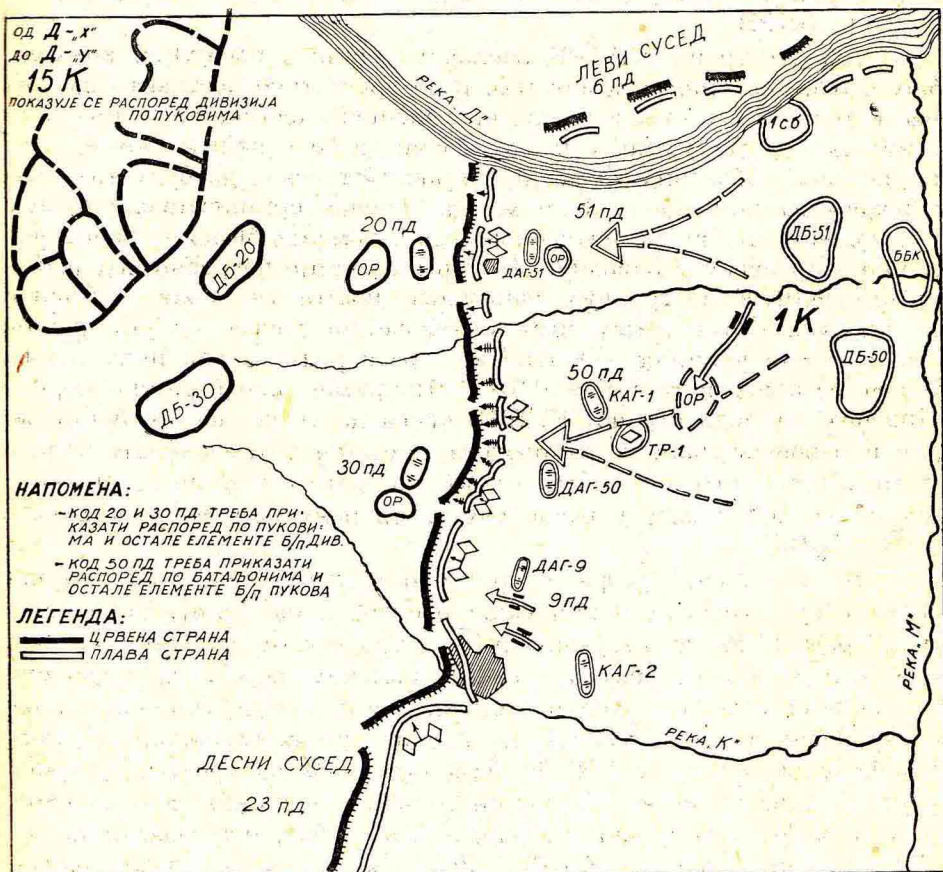 ОД Д-„Х"
ДО Д-„У"
15 К
ПОКАЗУЈЕ СЕ РАСПОРЕД ДИВИЗИЈА
ПО ПУКОВИМА
РЕКА „Д"
ЛЕВИ СУСЕД
6 ПД
1 СБ
20 ПД
51 ПД
ДБ-20
ОР
ДАГ-51
ОР
ДБ-51
ББК
1 К
50 ПД
КАГ-1
ОР
ДБ-50
ДБ-30
ТР-1
30 ПД
ОР
ДАГ-50
НАПОМЕНА:
- КОД 20 И 30 ПД ТРЕБА ПРИ-
КАЗАТИ РАСПОРЕД ПО ПУКОВИ-
МА И ОСТАЛЕ ЕЛЕМЕНТЕ Б/П ДИВ.
- КОД 50 ПД ТРЕБА ПРИКАЗАТИ
РАСПОРЕД ПО БАТАЉОНИМА И
ОСТАЛЕ ЕЛЕМЕНТЕ Б/П ПУКОВА
ДАГ-9
9 ПД
ЛЕГЕНДА:
ЦРВЕНА СТРАНА
ПЛАВА СТРАНА
КАГ-2
РЕКА „М"
РЕКА „К"
ДЕСНИ СУСЕД
23 ПД